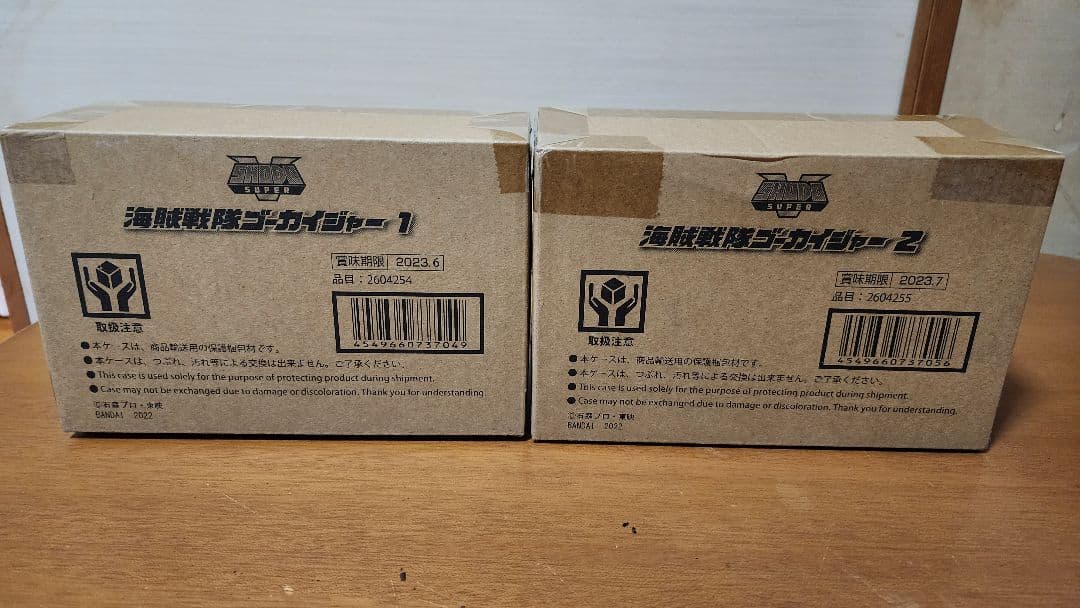 SHODO
SUPER
海賊戦隊ゴーカイジャー 1
賞味期限 2023.6
品目：2604254
4549660737049
取扱注意
●本ケースは、商品輸送用の保護梱包材です。
●本ケースは、つぶれ、汚れ等による交換は出来ません。ご了承ください。
●This case is used solely for the purpose of protecting product during shipment.
●Case may not be exchanged due to damage or discoloration. Thank you for understanding.
©石森プロ・東映
BANDAI 2022
SHODO
SUPER
海賊戦隊ゴーカイジャー 2
賞味期限 2023.7
品目：2604255
4549660737056
取扱注意
●本ケースは、商品輸送用の保護梱包材です。
●本ケースは、つぶれ、汚れ等による交換は出来ません。ご了承ください。
●This case is used solely for the purpose of protecting product during shipment.
●Case may not be exchanged due to damage or discoloration. Thank you for understanding.
©石森プロ・東映
BANDAI 2022